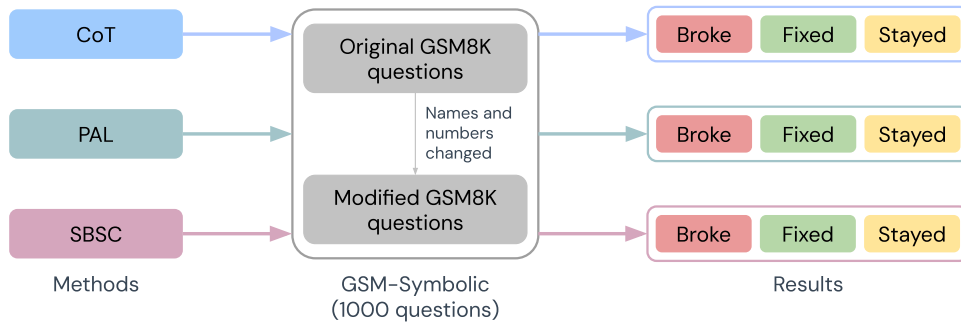 CoT
PAL
SBSC
Methods
Original GSM8K
questions
Names and
numbers
changed
Modified GSM8K
questions
GSM-Symbolic
(1000 questions)
Broke Fixed Stayed
Broke Fixed Stayed
Broke Fixed Stayed
Results